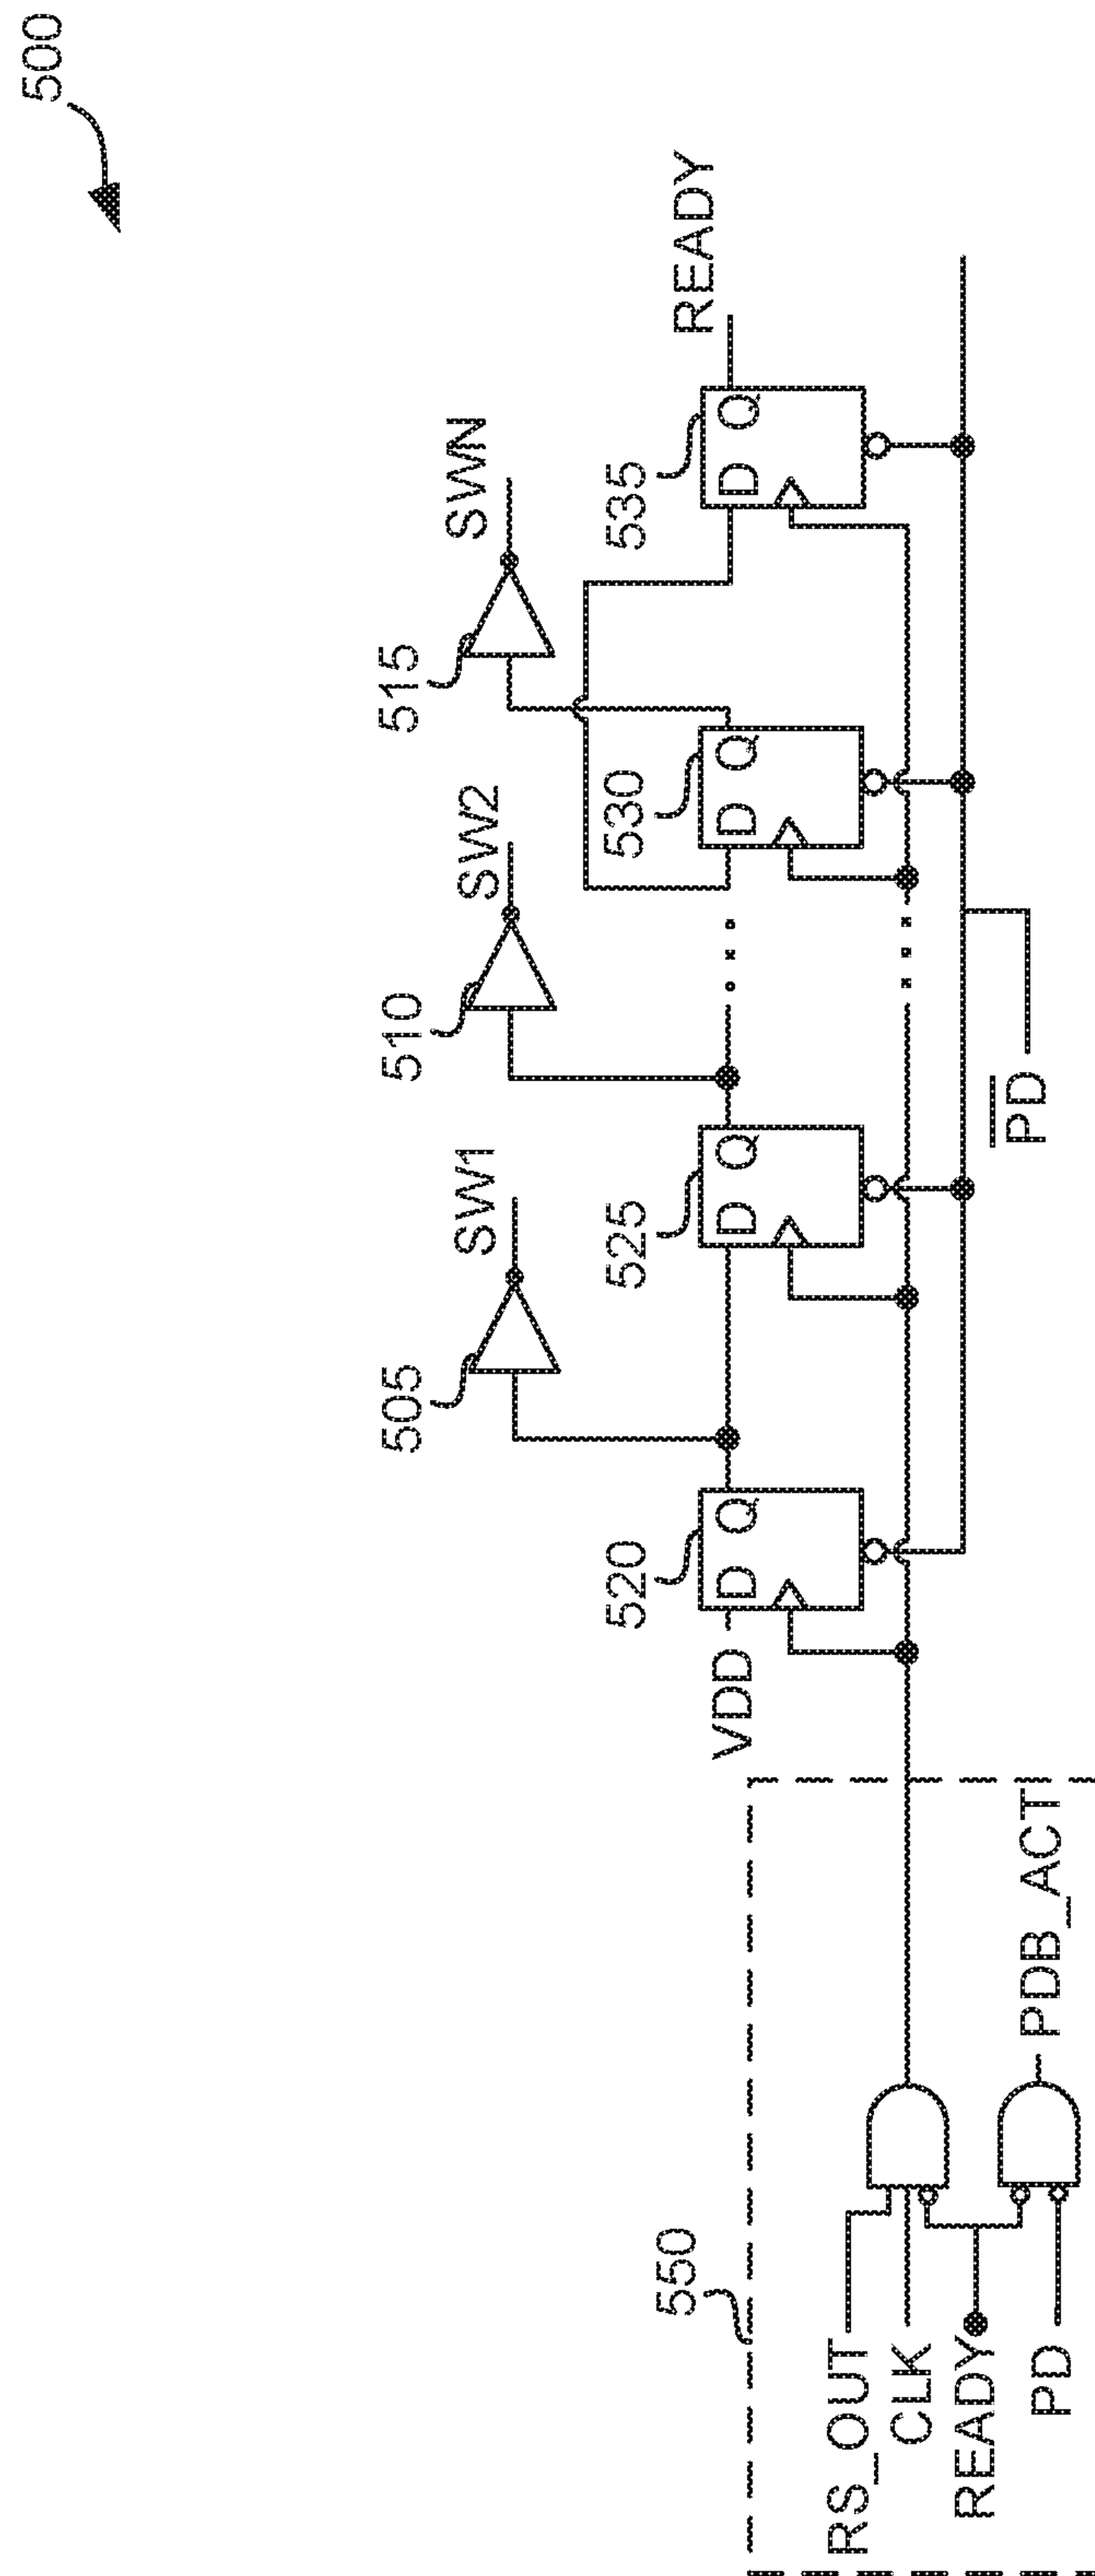 500
SW1
SW2
SWN
505
510
515
READY
520
525
530
535
D Q
D Q
D Q
D Q
VDD
PD
550
RS_OUT
CLK
READY
PD
PDB_ACT